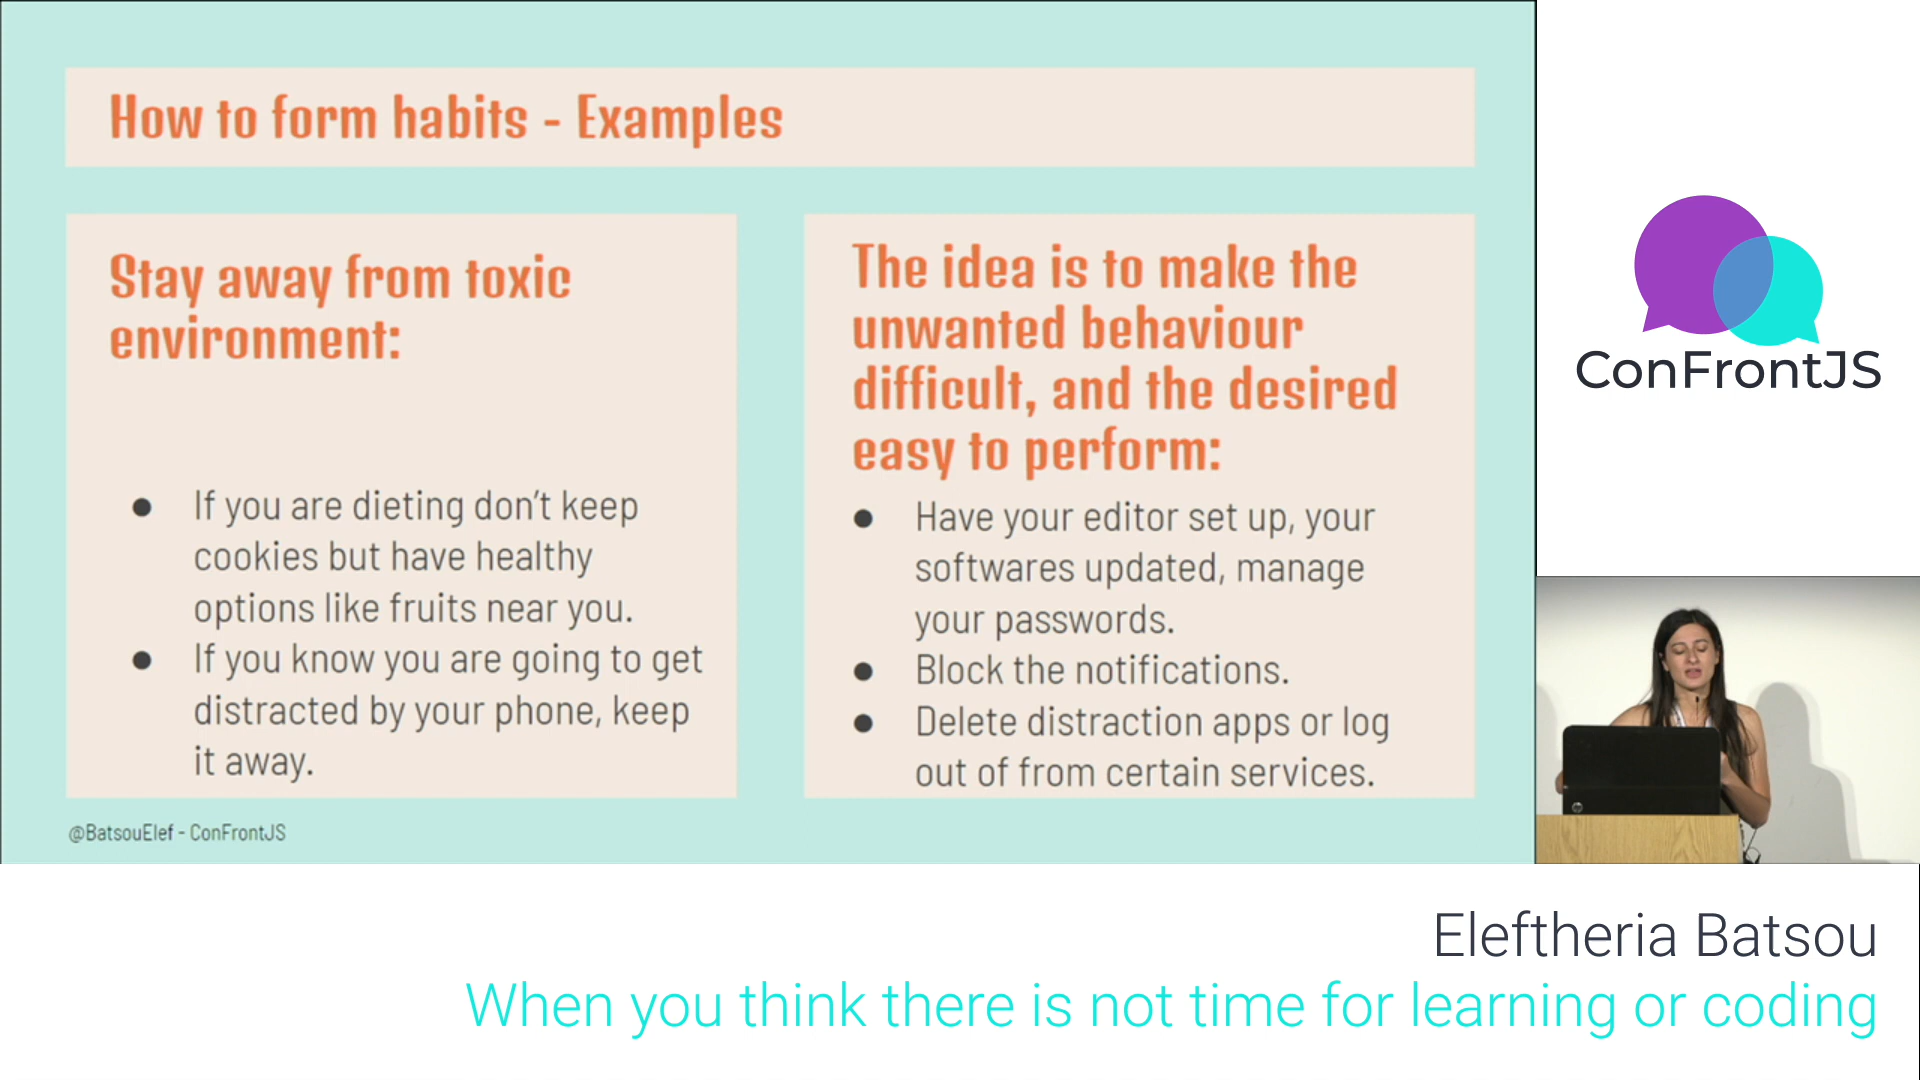 How to form habits - Examples
Stay away from toxic
environment:
● If you are dieting don't keep
cookies but have healthy
options like fruits near you.
● If you know you are going to get
distracted by your phone, keep
it away.
The idea is to make the
unwanted behaviour
difficult, and the desired
easy to perform:
● Have your editor set up, your
softwares updated, manage
your passwords.
● Block the notifications.
● Delete distraction apps or log
out of from certain services.
@BatsouElef - ConFrontJS
ConFrontJS
Eleftheria Batsou
When you think there is not time for learning or coding